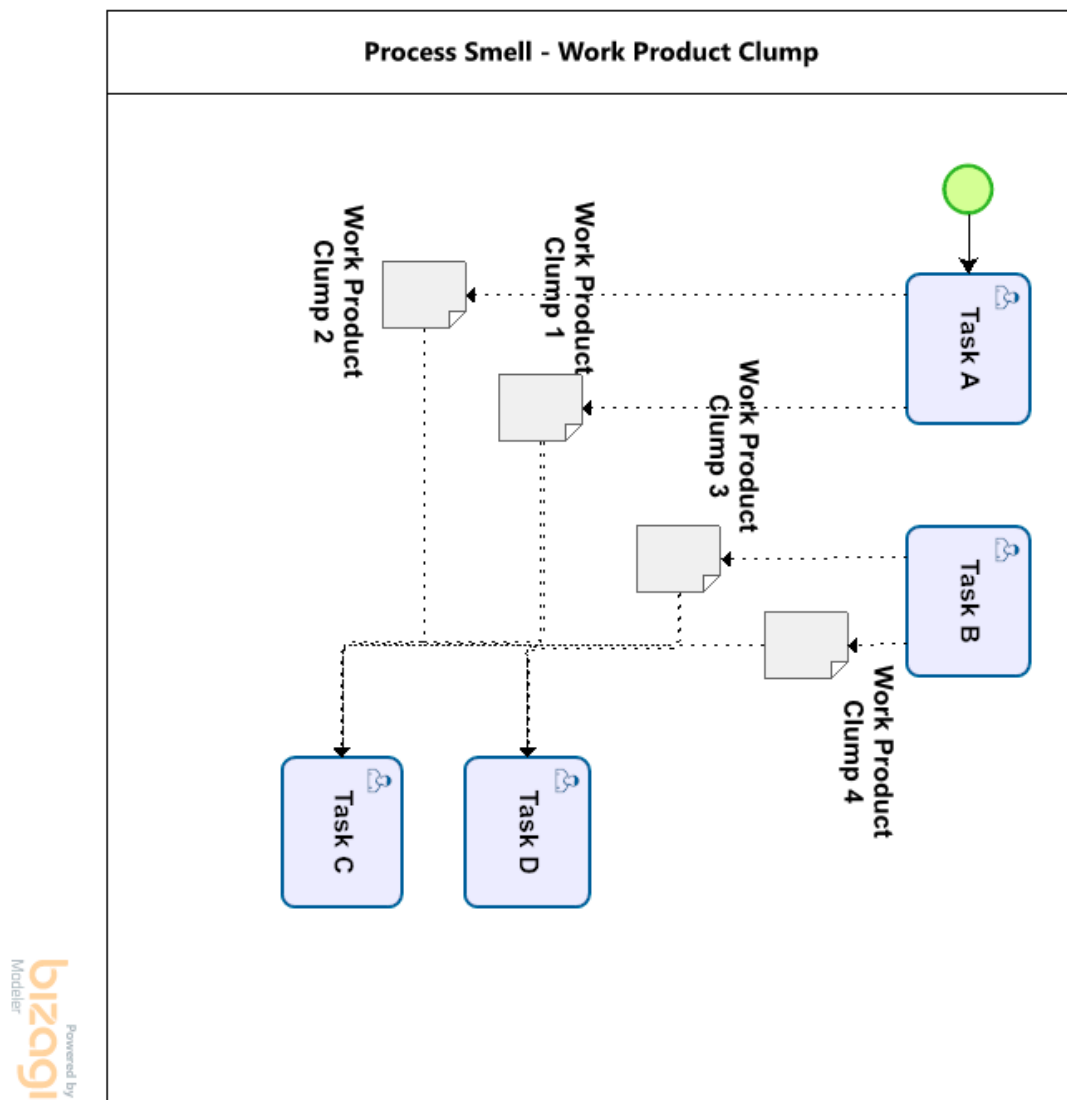 Process Smell - Work Product Clump
Work Product
Clump 2
Work Product
Clump 1
Work Product
Clump 3
Work Product
Clump 4
Task A
Task B
Task C
Task D
Powered by
bizagi
Modeler